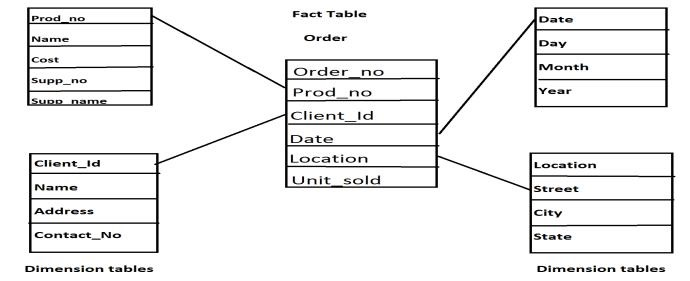 Prod_no
Name
Cost
Supp_no
Supp_name
Client_Id
Name
Address
Contact_No
Dimension tables
Fact Table
Order
Order_no
Prod_no
Client_Id
Date
Location
Unit_sold
Date
Day
Month
Year
Location
Street
City
State
Dimension tables